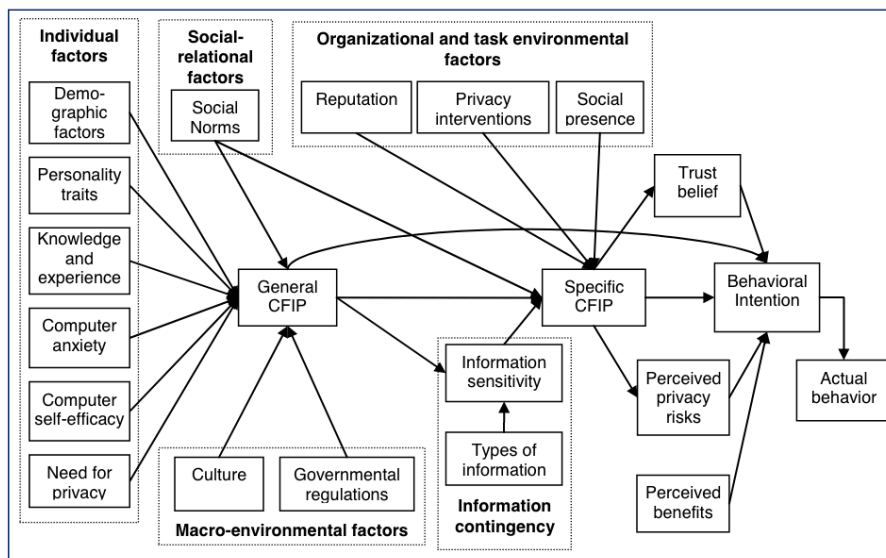 Individual
factors
Demo-
graphic
factors
Personality
traits
Knowledge
and
experience
Computer
anxiety
Computer
self-efficacy
Need for
privacy
Social-
relational
factors
Social
Norms
Organizational and task environmental
factors
Reputation
Privacy
interventions
Social
presence
General
CFIP
Culture
Governmental
regulations
Macro-environmental factors
Information
sensitivity
Types of
information
Information
contingency
Specific
CFIP
Trust
belief
Behavioral
Intention
Perceived
privacy
risks
Perceived
benefits
Actual
behavior